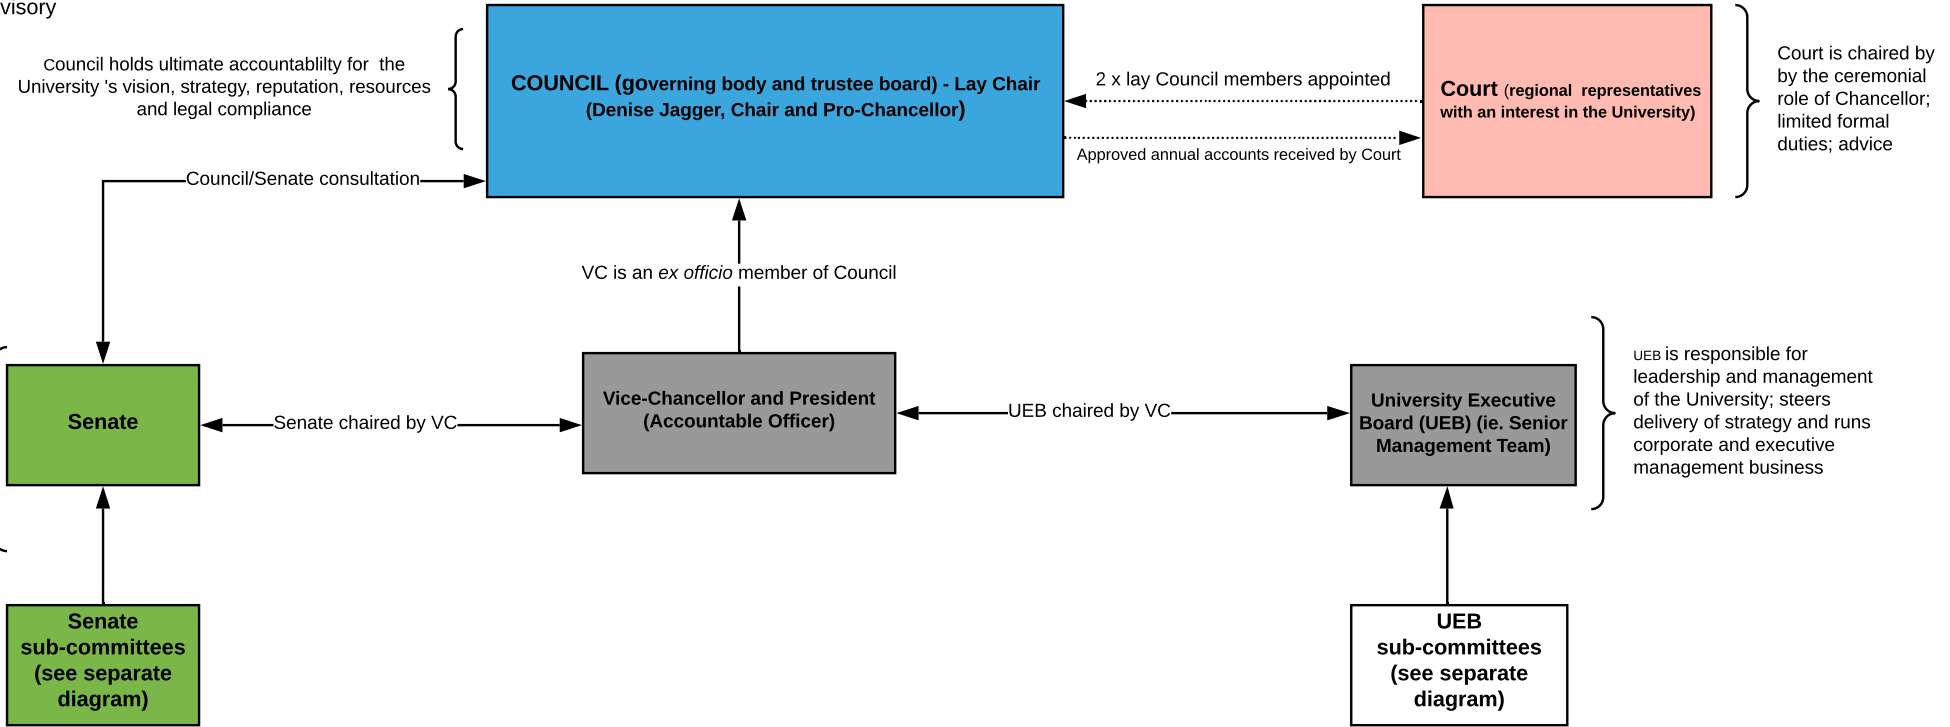 visory
Council holds ultimate accountablilty for  the
University 's vision, strategy, reputation, resources
and legal compliance
COUNCIL (governing body and trustee board) - Lay Chair
(Denise Jagger, Chair and Pro-Chancellor)
2 x lay Council members appointed
Approved annual accounts received by Court
Court (regional  representatives
with an interest in the University)
Court is chaired by
by the ceremonial
role of Chancellor;
limited formal
duties; advice
Council/Senate consultation
VC is an ex officio member of Council
Senate
Senate chaired by VC
Vice-Chancellor and President
(Accountable Officer)
UEB chaired by VC
University Executive
Board (UEB) (ie. Senior
Management Team)
UEB is responsible for
leadership and management
of the University; steers
delivery of strategy and runs
corporate and executive
management business
Senate
sub-committees
(see separate
diagram)
UEB
sub-committees
(see separate
diagram)